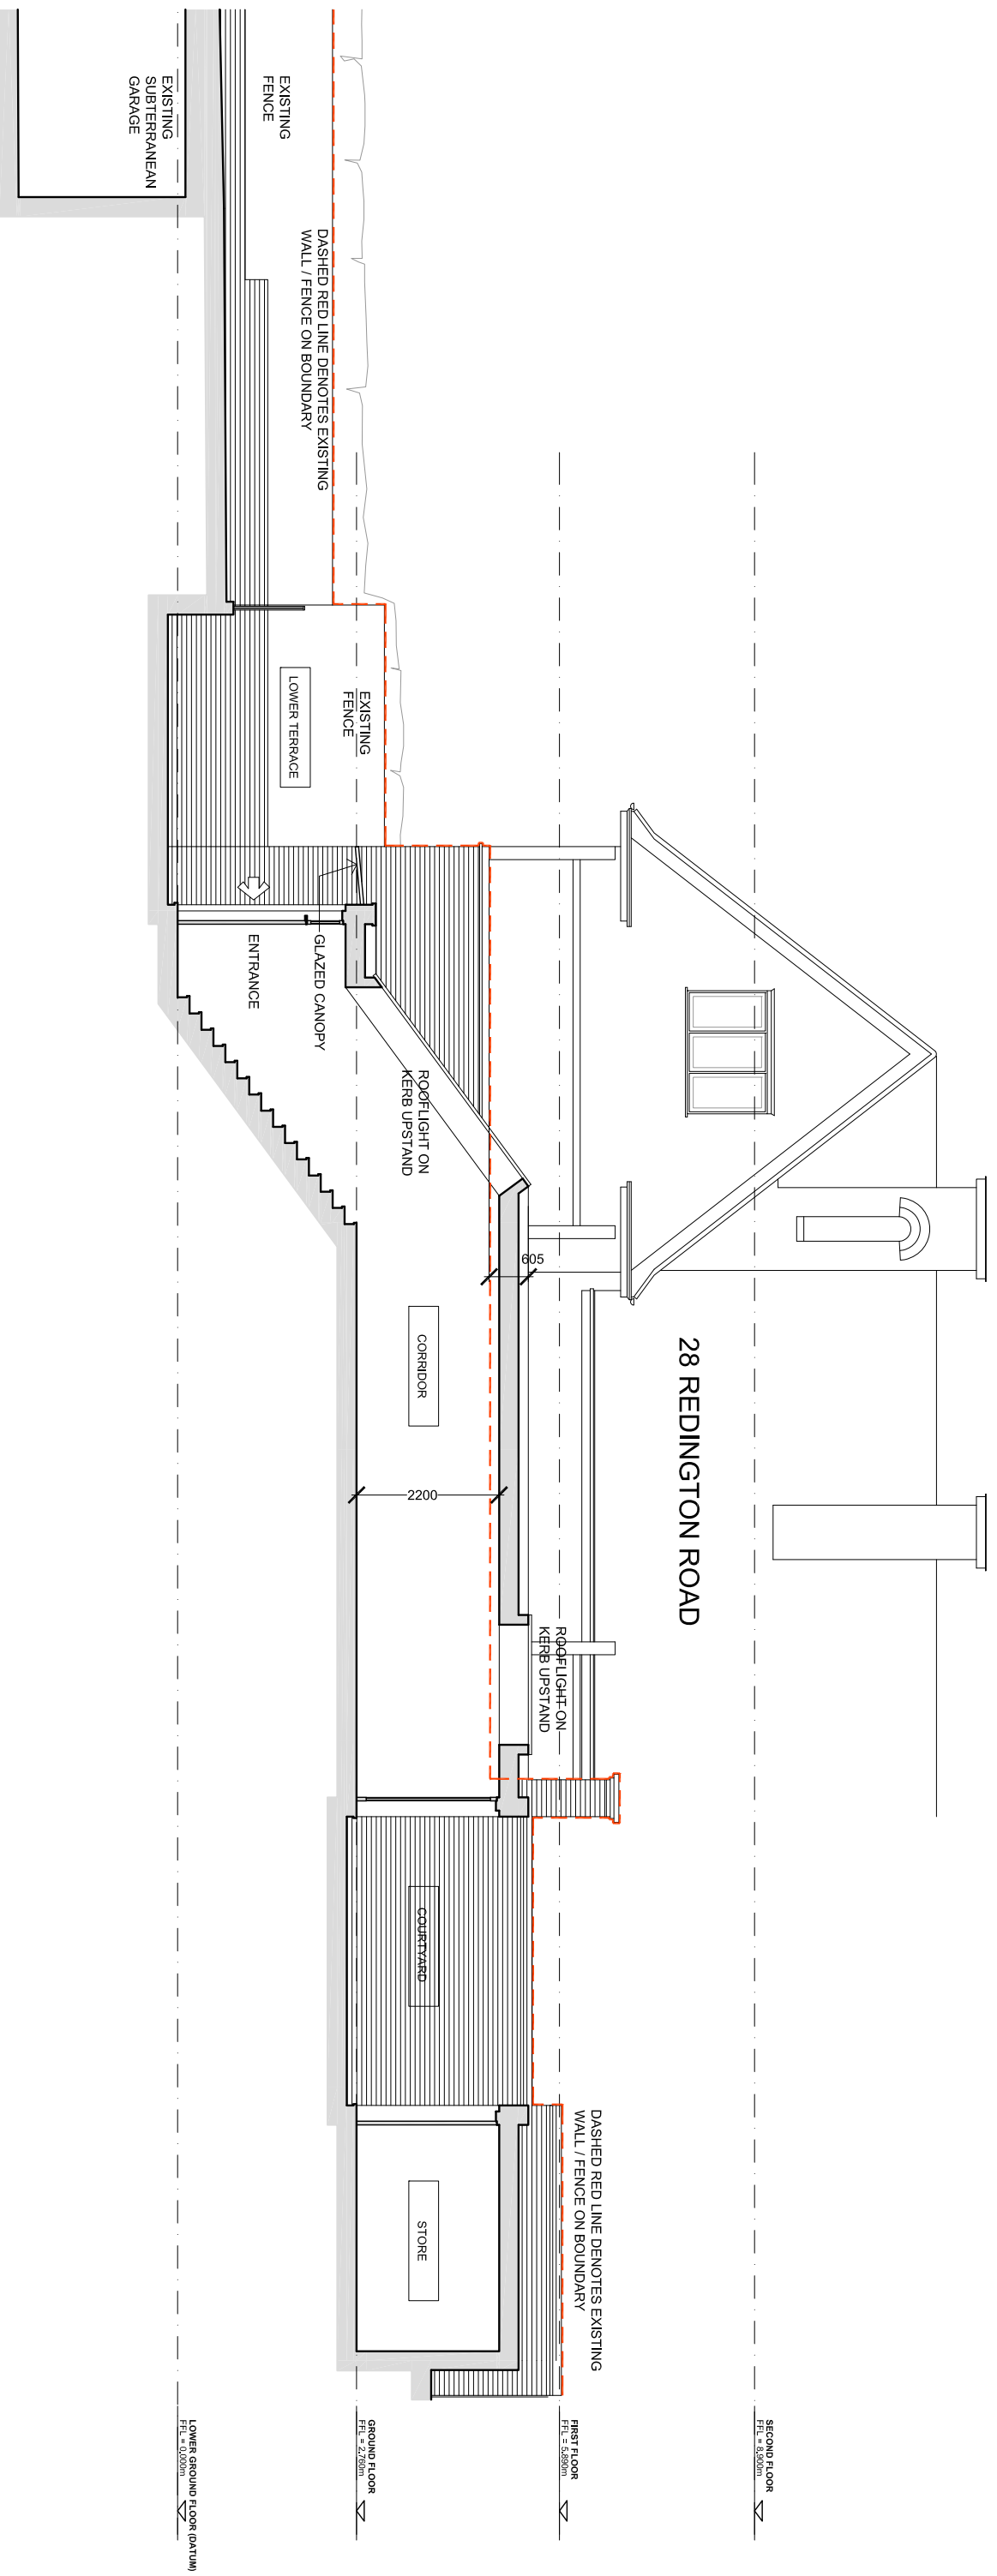 EXISTING
SUBTERRANEAN
GARAGE
EXISTING
FENCE
DASHED RED LINE DENOTES EXISTING
WALL / FENCE ON BOUNDARY
LOWER TERRACE
EXISTING
FENCE
ENTRANCE
GLAZED CANOPY
ROOFLIGHT ON
KERB UPSTAND
605
CORRIDOR
2200
28 REDINGTON ROAD
ROOFLIGHT ON
KERB UPSTAND
COURTYARD
DASHED RED LINE DENOTES EXISTING
WALL / FENCE ON BOUNDARY
STORE
SECOND FLOOR
FFL = 8,900m
FIRST FLOOR
FFL = 5,890m
GROUND FLOOR
FFL = 2,760m
LOWER GROUND FLOOR (DATUM)
FFL = 0,000m